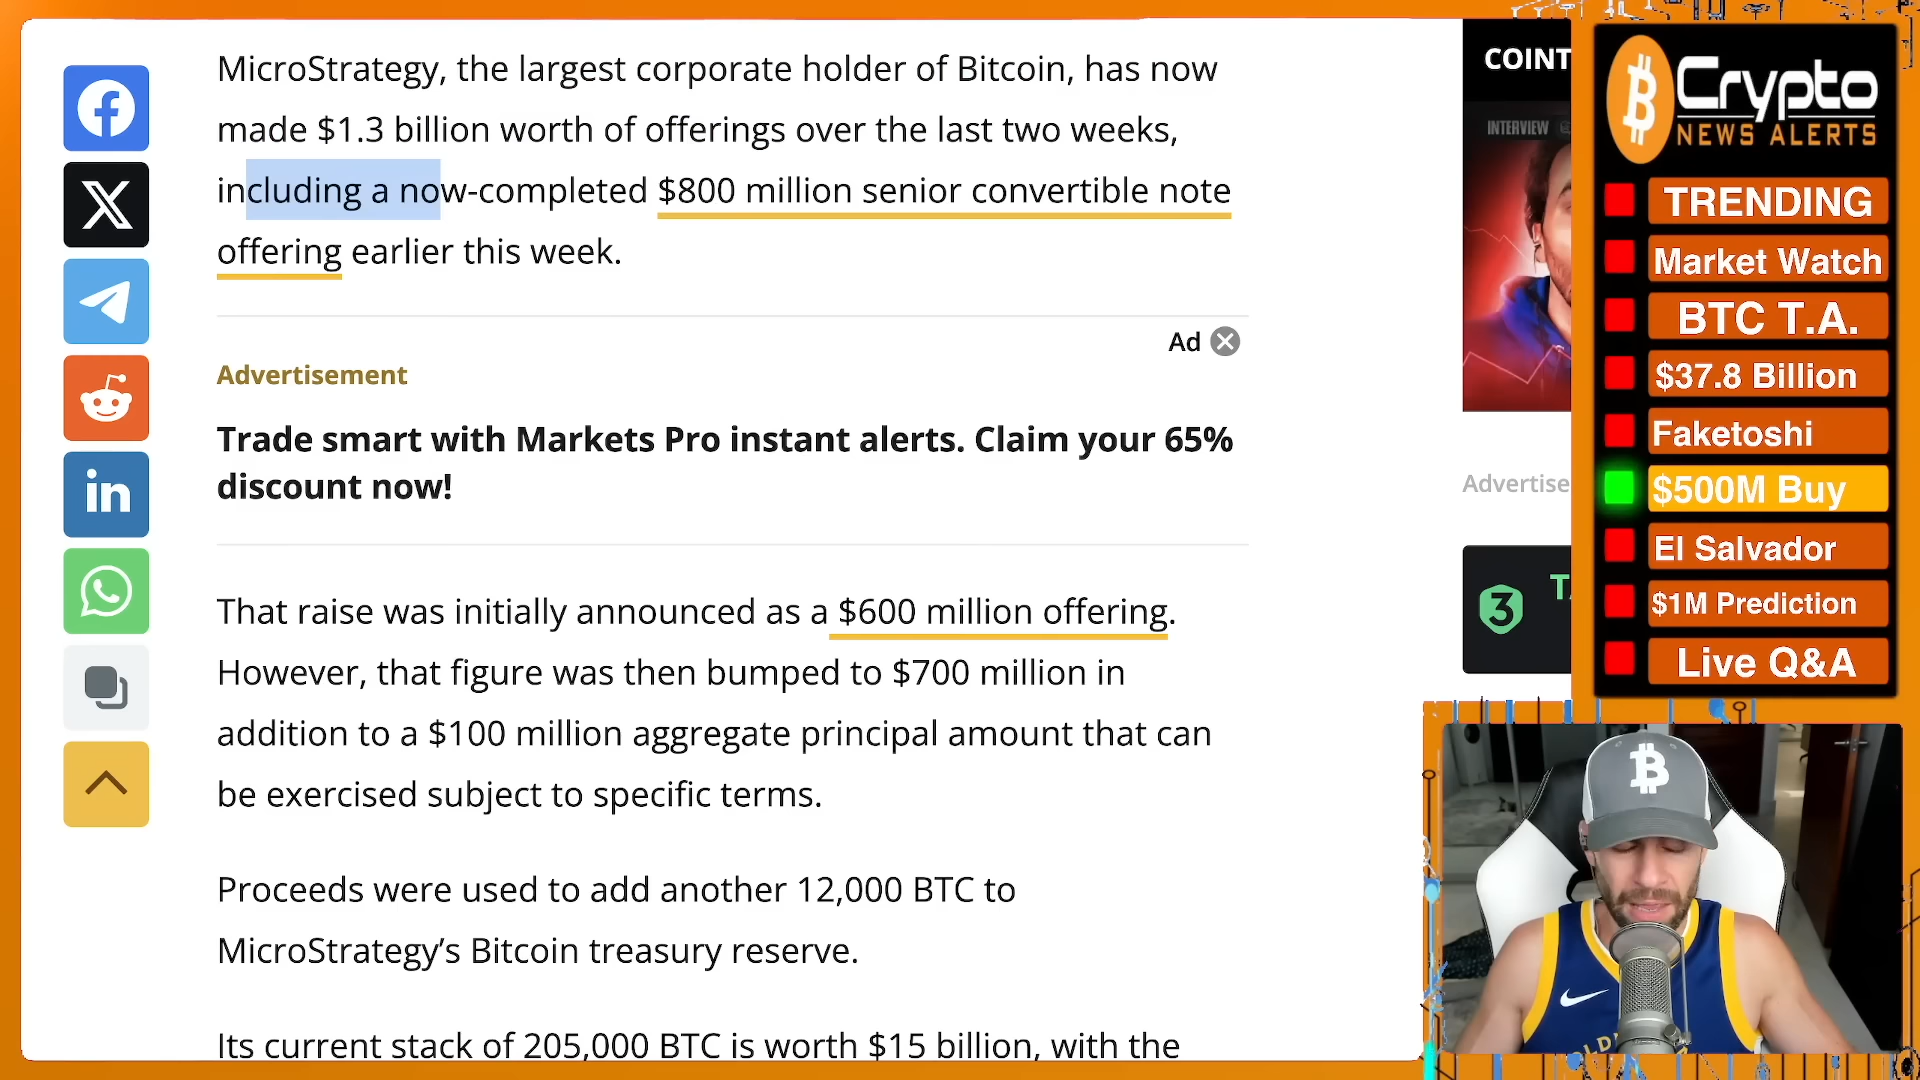 MicroStrategy, the largest corporate holder of Bitcoin, has now
made $1.3 billion worth of offerings over the last two weeks,
including a now-completed $800 million senior convertible note
offering earlier this week.
Ad
Advertisement
Trade smart with Markets Pro instant alerts. Claim your 65%
discount now!
That raise was initially announced as a $600 million offering.
However, that figure was then bumped to $700 million in
addition to a $100 million aggregate principal amount that can
be exercised subject to specific terms.
Proceeds were used to add another 12,000 BTC to
MicroStrategy’s Bitcoin treasury reserve.
Its current stack of 205,000 BTC is worth $15 billion, with the
in
COINT
INTERVIEW
Advertise
3
Crypto
NEWS ALERTS
TRENDING
Market Watch
BTC T.A.
$37.8 Billion
Faketoshi
$500M Buy
El Salvador
$1M Prediction
Live Q&A